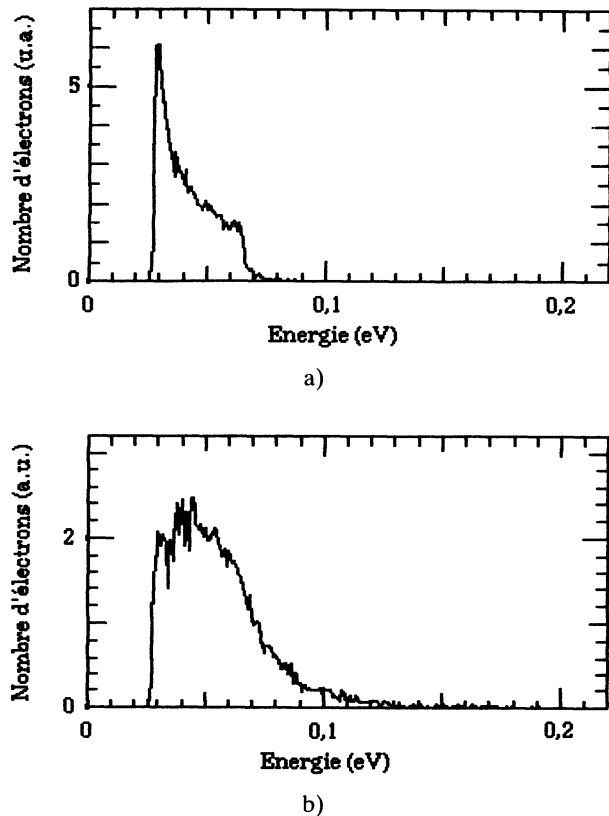 Nombre d'électrons (u.a.)
5
0
0
0,1
0,2
Energie (eV)
a)
Nombre d'électrons (a.u.)
2
0
0
0,1
0,2
Energie (eV)
b)